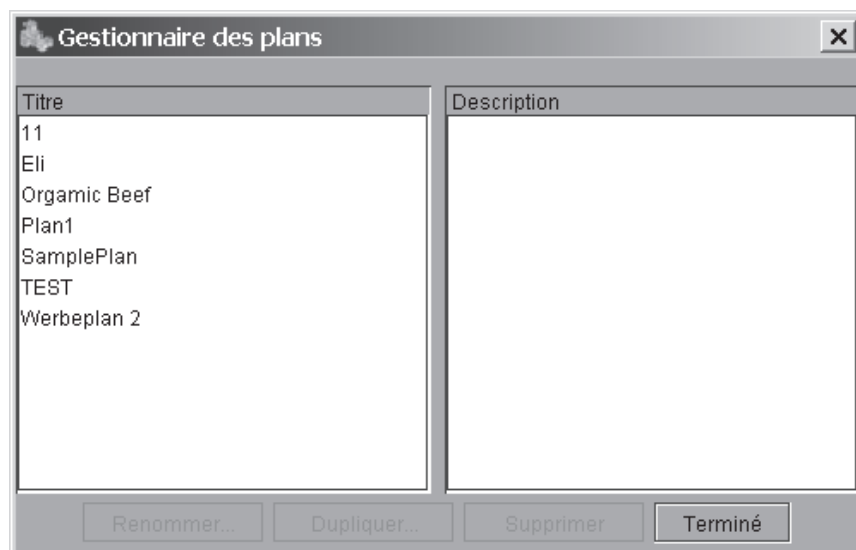 Gestionnaire des plans
Titre
Description
11
Eli
Orgamic Beef
Plan1
SamplePlan
TEST
Werbeplan 2
Renommer... Dupliquer... Supprimer Terminé